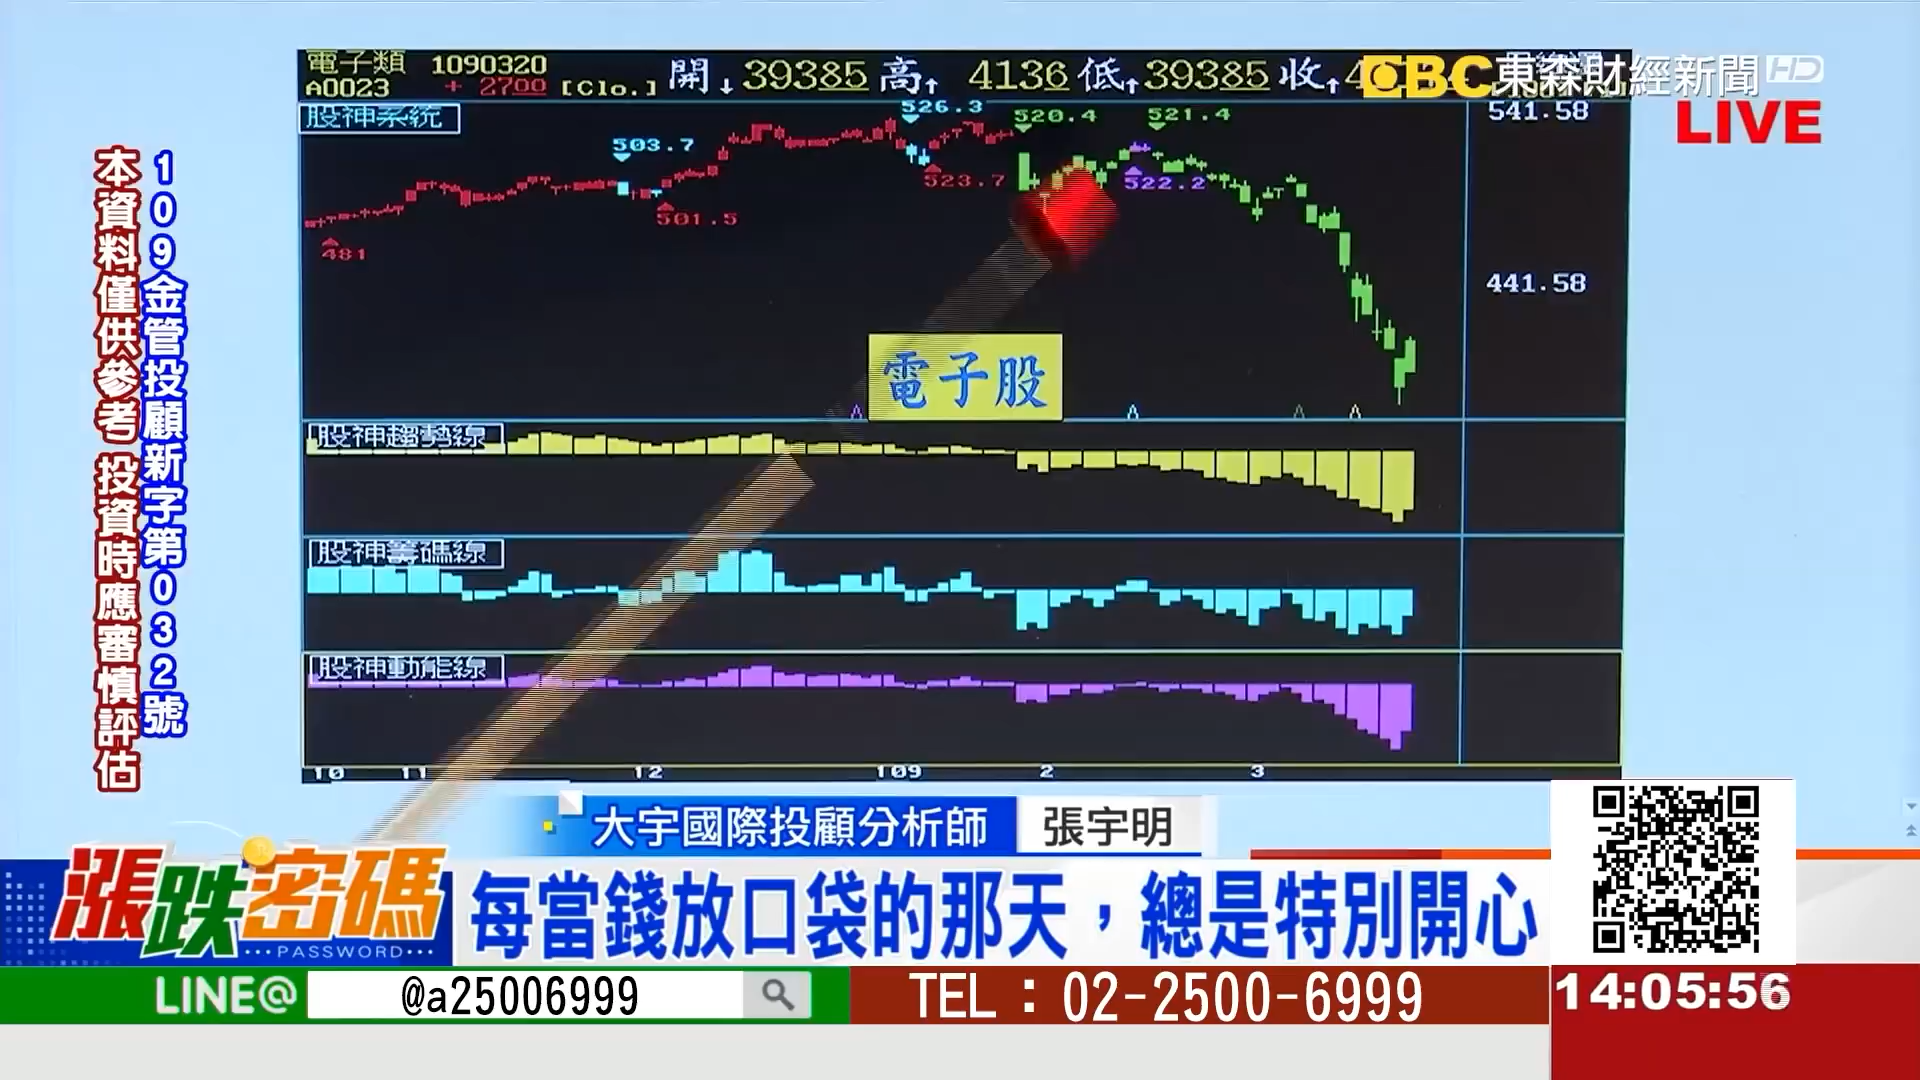 電子類 1090320
A0023 + 2700 [Clo.] 開↓39385 高↑ 4136 低↑39385 收↑
EBC 東森財經新聞 HD
LIVE
股神系統
541.58
441.58
526.3
520.4
521.4
503.7
523.7
522.2
501.5
481
電子股
股神趨勢線
股神籌碼線
股神動能線
10 11 12 109 2 3
109金管投顧新字第032號
本資料僅供參考 投資時應審慎評估
大宇國際投顧分析師 張宇明
漲跌密碼
PASSWORD
每當錢放口袋的那天，總是特別開心
LINE@ @a25006999
TEL：02-2500-6999
14:05:56